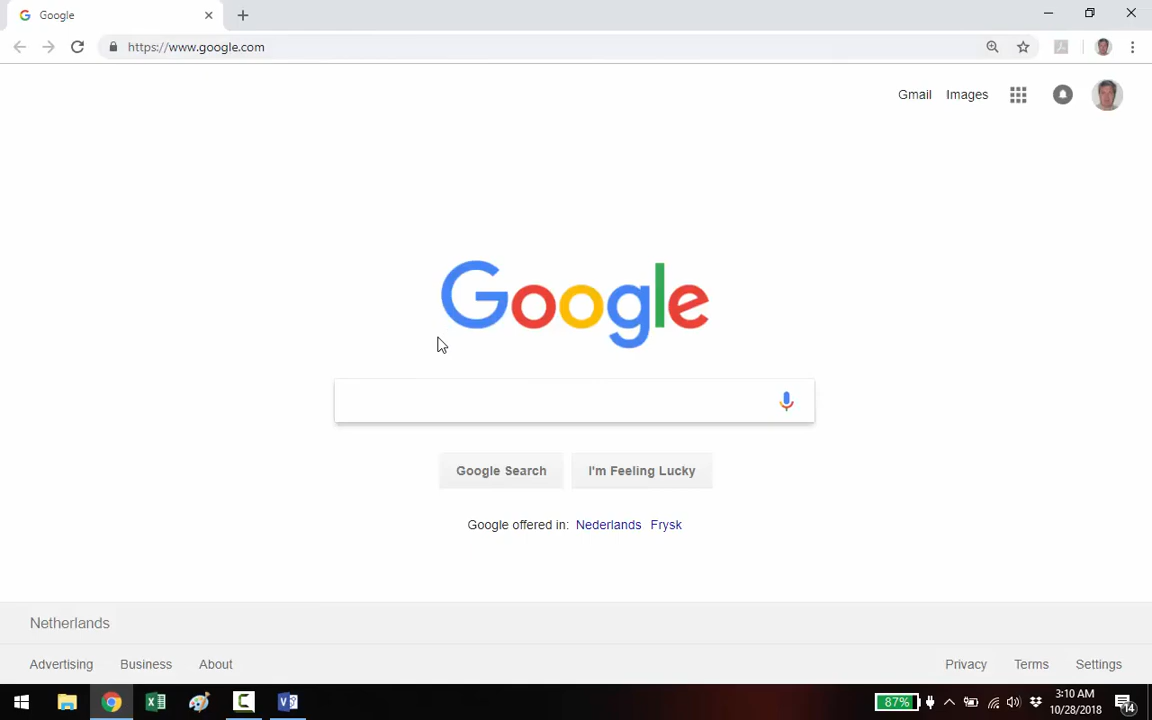 Google
https://www.google.com
Gmail Images
Google
Google Search I'm Feeling Lucky
Google offered in: Nederlands Frysk
Netherlands
Advertising Business About Privacy Terms Settings
87% 3:10 AM
10/28/2018 14